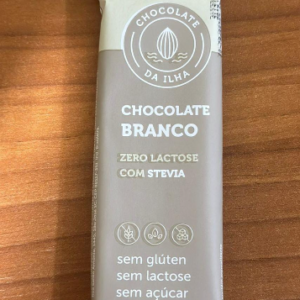 CHOCOLATE
DA ILHA
CHOCOLATE
BRANCO
ZERO LACTOSE
COM STEVIA
sem glúten
sem lactose
sem açúcar